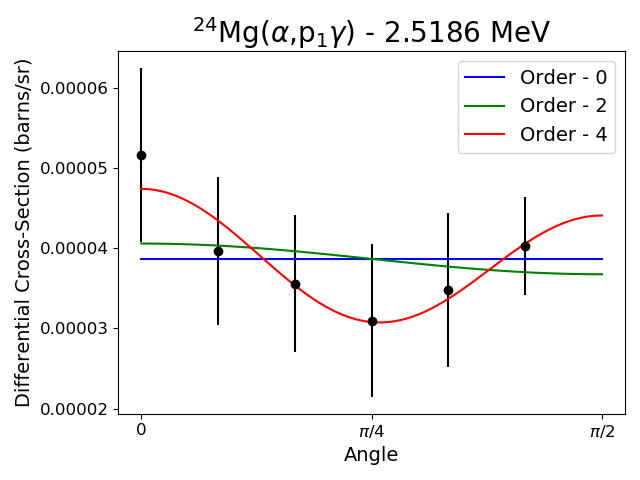 ²⁴Mg(α,p₁γ) - 2.5186 MeV
Differential Cross-Section (barns/sr)
0.00006
0.00005
0.00004
0.00003
0.00002
Order - 0
Order - 2
Order - 4
0
π/4
π/2
Angle